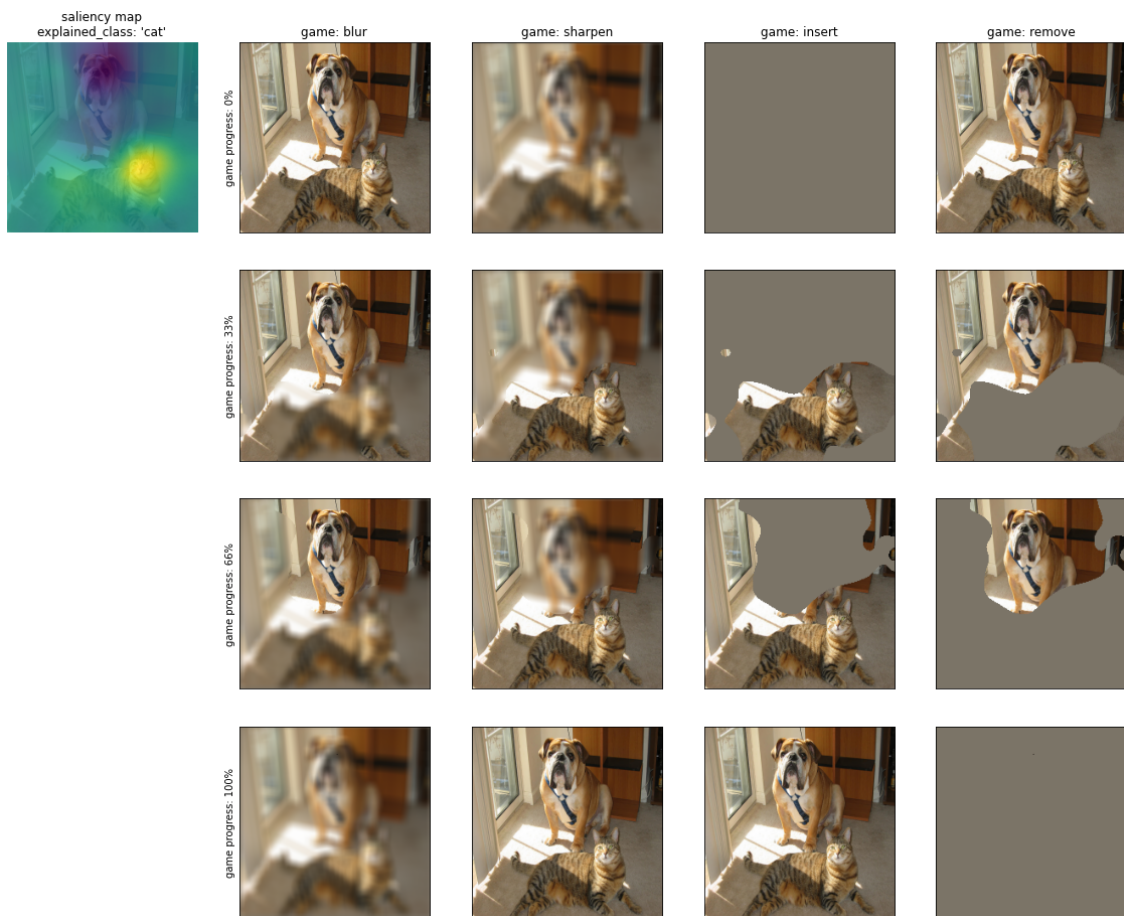 saliency map
explained_class: 'cat'
game: blur
game: sharpen
game: insert
game: remove
game progress: 0%
game progress: 33%
game progress: 66%
game progress: 100%